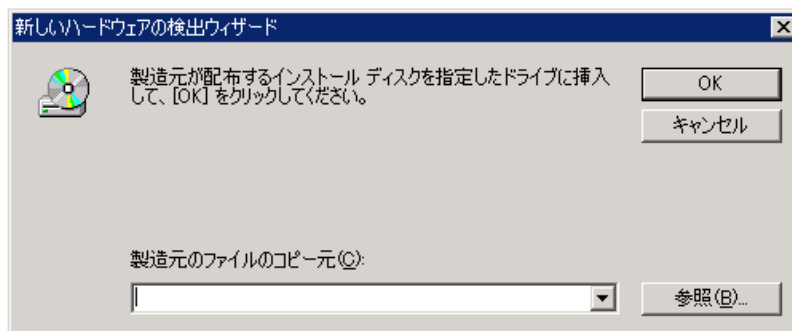 新しいハードウェアの検出ウィザード
製造元が配布するインストール ディスクを指定したドライブに挿入
して、[OK] をクリックしてください。
OK
キャンセル
製造元のファイルのコピー元(C):
参照(B)...